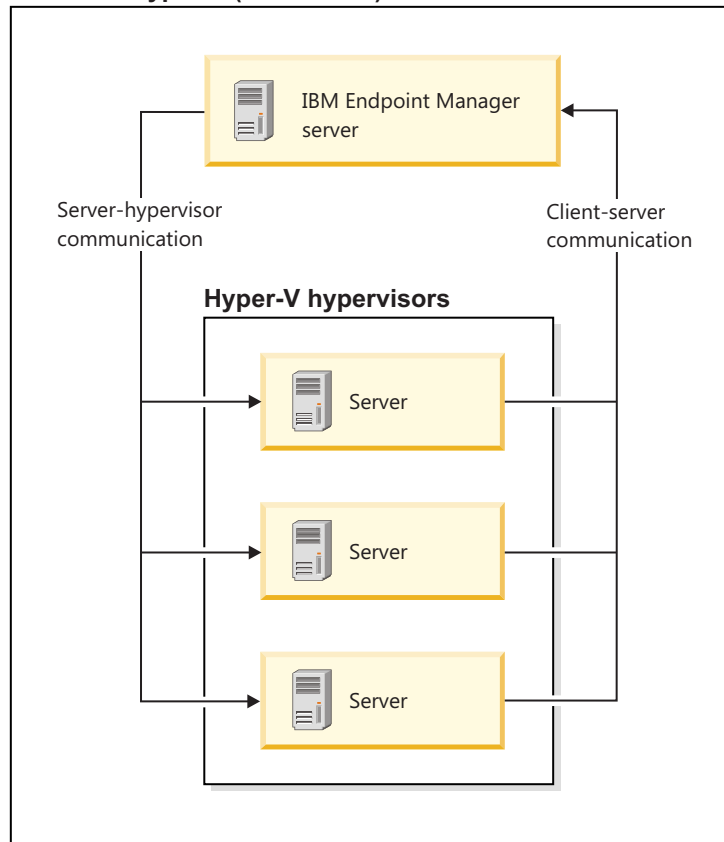 IBM Endpoint Manager
server
Server-hypervisor
communication
Client-server
communication
Hyper-V hypervisors
Server
Server
Server